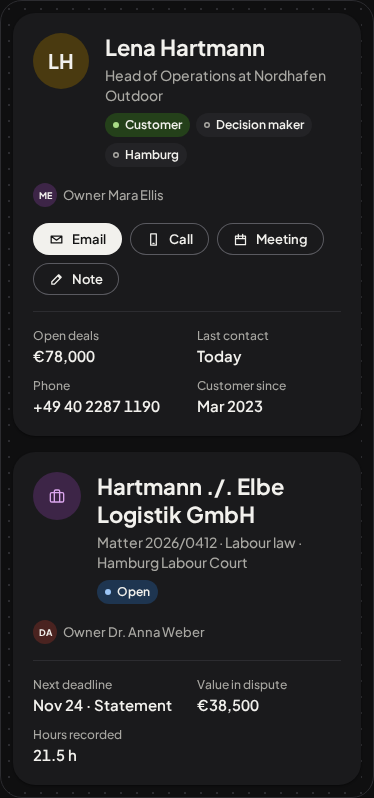 LH
Lena Hartmann
Head of Operations at Nordhafen
Outdoor
Customer
Decision maker
Hamburg
ME Owner Mara Ellis
Email
Call
Meeting
Note
Open deals
Last contact
€78,000
Today
Phone
Customer since
+49 40 2287 1190
Mar 2023
Hartmann ./. Elbe
Logistik GmbH
Matter 2026/0412 · Labour law ·
Hamburg Labour Court
Open
DA Owner Dr. Anna Weber
Next deadline
Value in dispute
Nov 24 · Statement
€38,500
Hours recorded
21.5 h